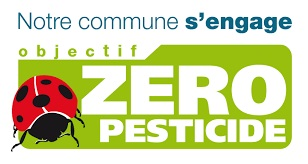 Notre commune s'engage
objectif
ZERO
PESTICIDE